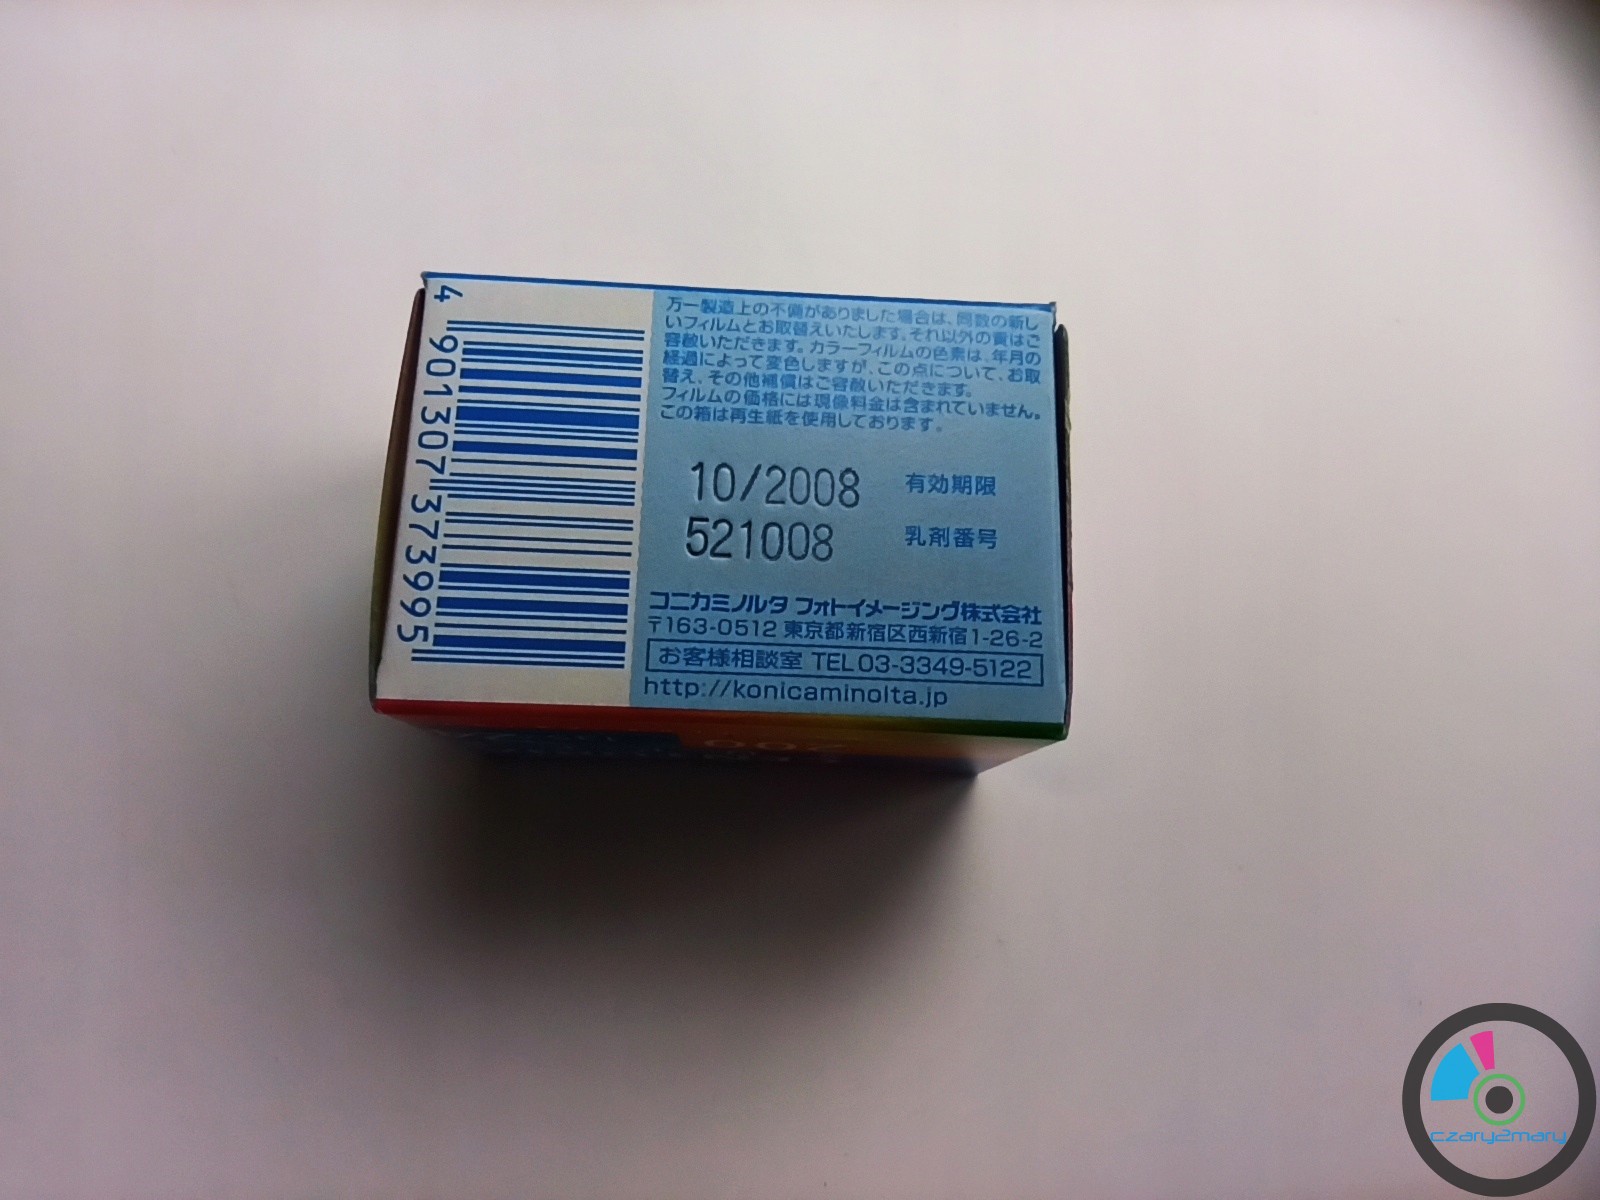 4 901307 373995
万一製造上の不備がありました場合は、同数の新し
いフィルムとお取替えいたします。それ以外の責はご
容赦いただきます。カラーフィルムの色素は、年月の
経過によって変色しますが、この点について、お取
替え、その他補償はご容赦いただきます。
フィルムの価格には現像料金は含まれていません。
この箱は再生紙を使用しております。
10/2008 有効期限
521008 乳剤番号
コニカミノルタ フォトイメージング株式会社
〒163-0512 東京都新宿区西新宿1-26-2
お客様相談室 TEL03-3349-5122
http://konicaminolta.jp
200
czary2mary